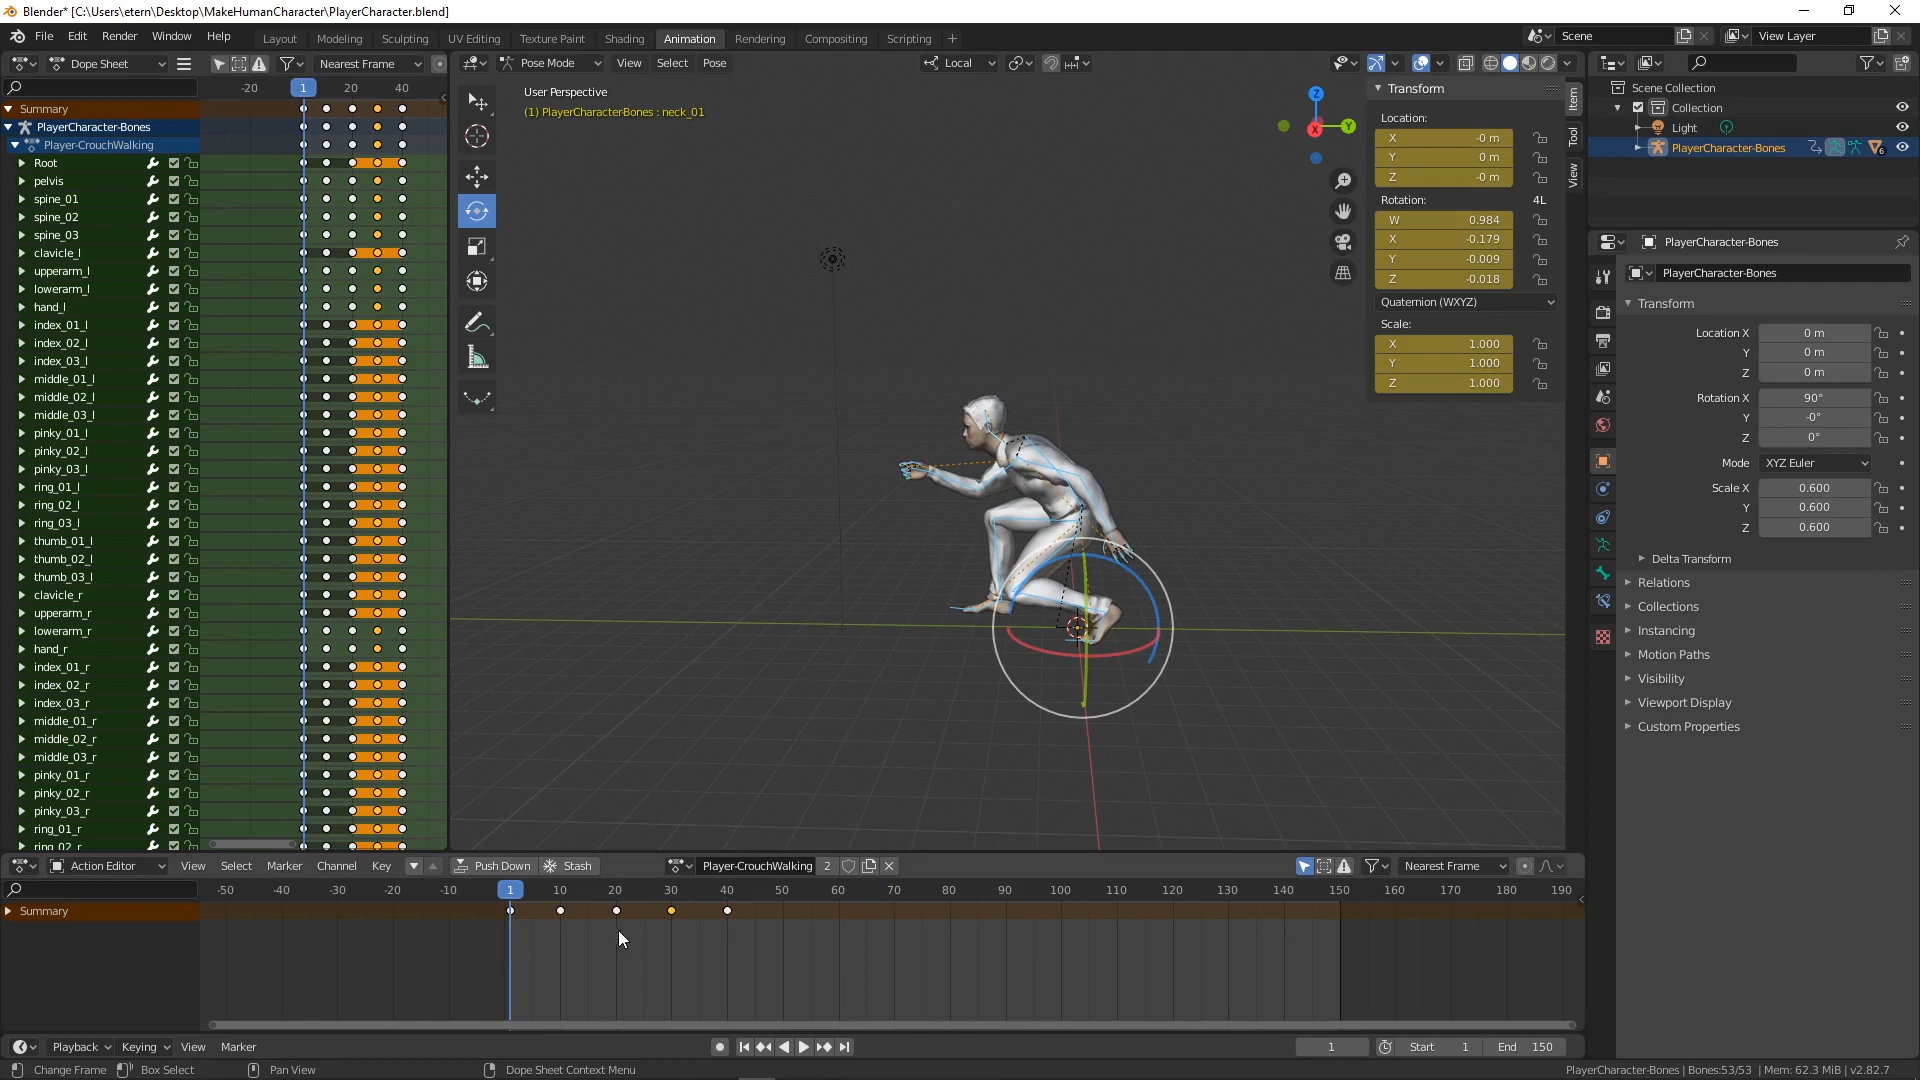 Blender* [C:\Users\etern\Desktop\MakeHumanCharacter\PlayerCharacter.blend]
File Edit Render Window Help Layout Modeling Sculpting UV Editing Texture Paint Shading Animation Rendering Compositing Scripting + Scene View Layer
Dope Sheet Nearest Frame
Pose Mode View Select Pose Local
-20 1 20 40
Summary
PlayerCharacter-Bones
Player-CrouchWalking
Root
pelvis
spine_01
spine_02
spine_03
clavicle_l
upperarm_l
lowerarm_l
hand_l
index_01_l
index_02_l
index_03_l
middle_01_l
middle_02_l
middle_03_l
pinky_01_l
pinky_02_l
pinky_03_l
ring_01_l
ring_02_l
ring_03_l
thumb_01_l
thumb_02_l
thumb_03_l
clavicle_r
upperarm_r
lowerarm_r
hand_r
index_01_r
index_02_r
index_03_r
middle_01_r
middle_02_r
middle_03_r
pinky_01_r
pinky_02_r
pinky_03_r
ring_01_r
ring_02_r
User Perspective
(1) PlayerCharacterBones : neck_01
Z
X
Y
Transform
Location:
X -0 m
Y 0 m
Z -0 m
Rotation: 4L
W 0.984
X -0.179
Y -0.009
Z -0.018
Quaternion (WXYZ)
Scale:
X 1.000
Y 1.000
Z 1.000
Item
Tool
View
Scene Collection
Collection
Light
PlayerCharacter-Bones 6
PlayerCharacter-Bones
PlayerCharacter-Bones
Transform
Location X 0 m
Y 0 m
Z 0 m
Rotation X 90°
Y -0°
Z 0°
Mode XYZ Euler
Scale X 0.600
Y 0.600
Z 0.600
Delta Transform
Relations
Collections
Instancing
Motion Paths
Visibility
Viewport Display
Custom Properties
Action Editor View Select Marker Channel Key Push Down Stash Player-CrouchWalking 2 Nearest Frame
-50 -40 -30 -20 -10 1 10 20 30 40 50 60 70 80 90 100 110 120 130 140 150 160 170 180 190
Summary
Playback Keying View Marker 1 Start 1 End 150
Change Frame Box Select Pan View Dope Sheet Context Menu PlayerCharacter-Bones | Bones:53/53 | Mem: 62.3 MiB | v2.82.7